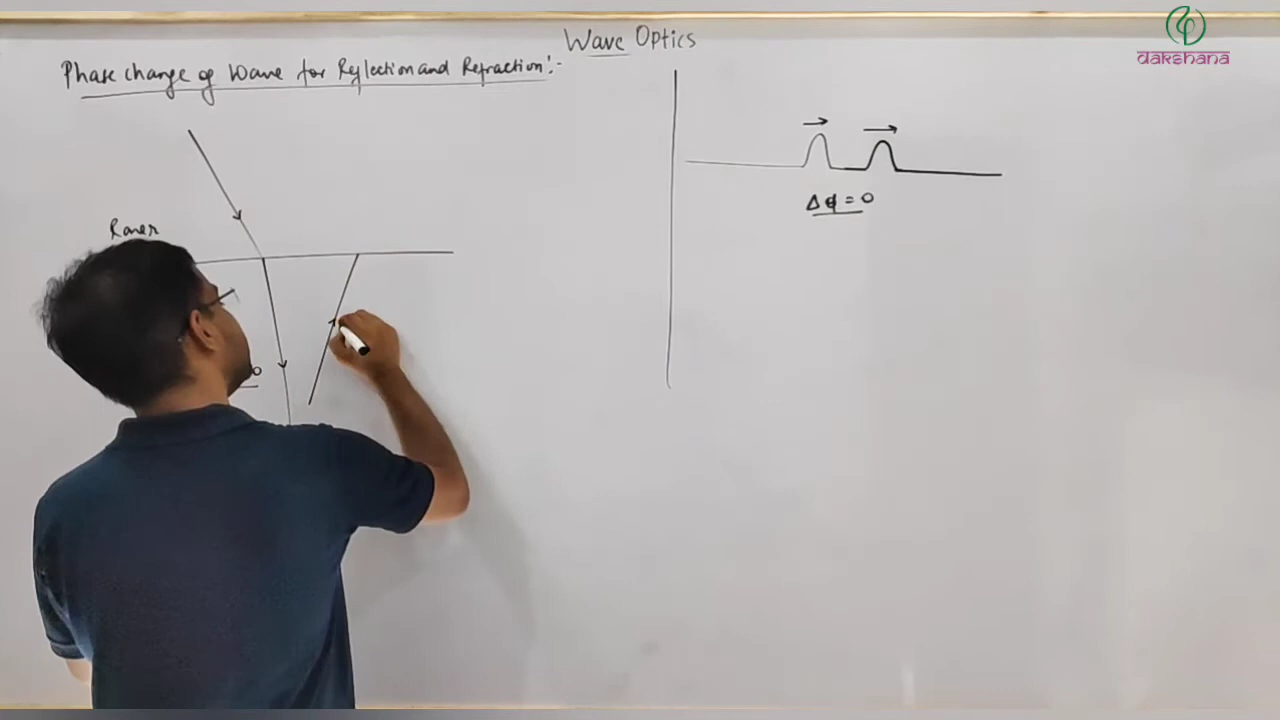 Wave Optics
dakshana
Phase change of Wave for Reflection and Refraction:-
Rarer
Δφ = 0